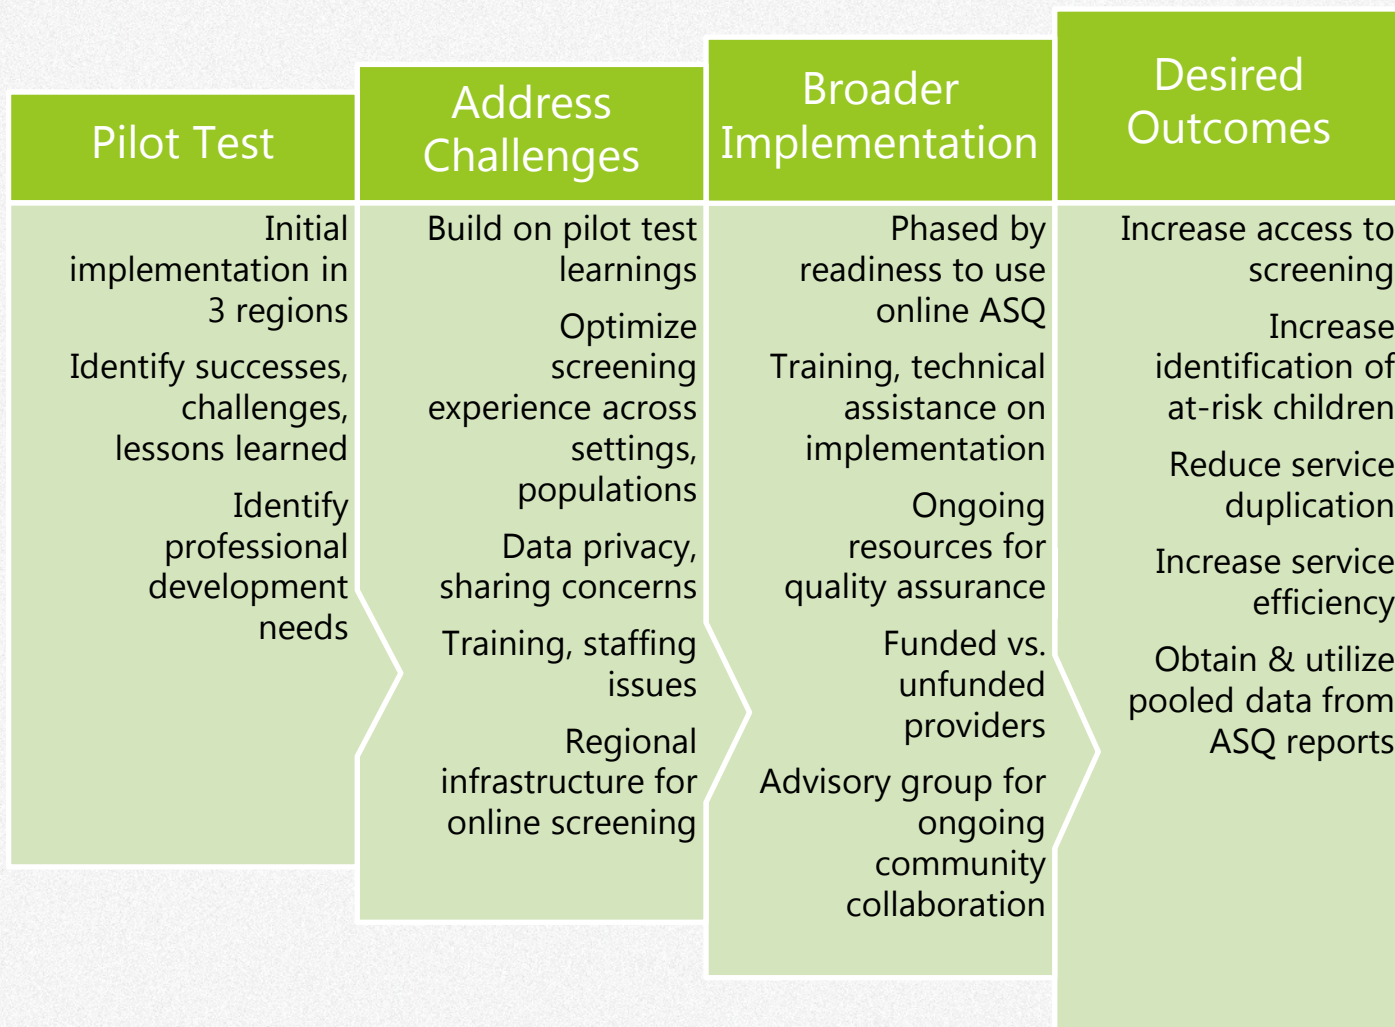 Pilot Test
Initial
implementation in
3 regions
Identify successes,
challenges,
lessons learned
Identify
professional
development
needs
Address
Challenges
Build on pilot test
learnings
Optimize
screening
experience across
settings,
populations
Data privacy,
sharing concerns
Training, staffing
issues
Regional
infrastructure for
online screening
Broader
Implementation
Phased by
readiness to use
online ASQ
Training, technical
assistance on
implementation
Ongoing
resources for
quality assurance
Funded vs.
unfunded
providers
Advisory group for
ongoing
community
collaboration
Desired
Outcomes
Increase access to
screening
Increase
identification of
at-risk children
Reduce service
duplication
Increase service
efficiency
Obtain & utilize
pooled data from
ASQ reports